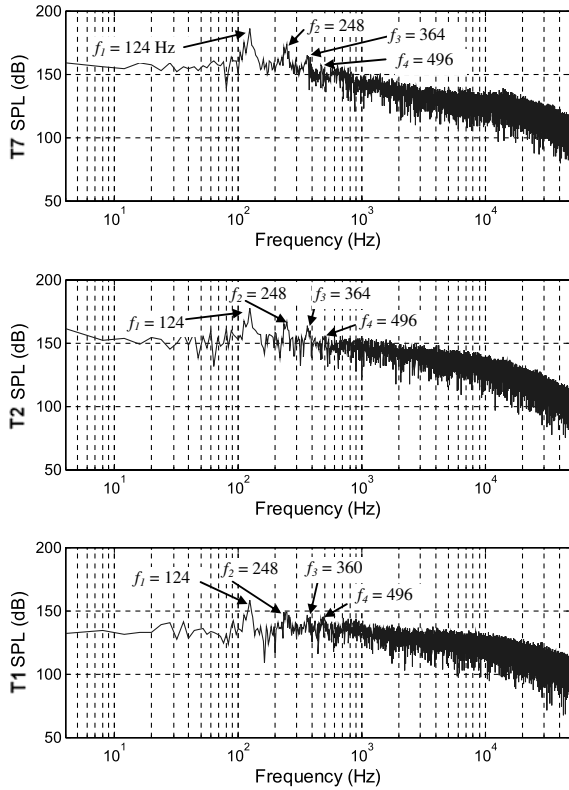 200
150
100
50
T7 SPL (dB)
f1 = 124 Hz
f2 = 248
f3 = 364
f4 = 496
10^1
10^2
10^3
10^4
Frequency (Hz)
200
150
100
50
T2 SPL (dB)
f1 = 124
f2 = 248
f3 = 364
f4 = 496
10^1
10^2
10^3
10^4
Frequency (Hz)
200
150
100
50
T1 SPL (dB)
f1 = 124
f2 = 248
f3 = 360
f4 = 496
10^1
10^2
10^3
10^4
Frequency (Hz)